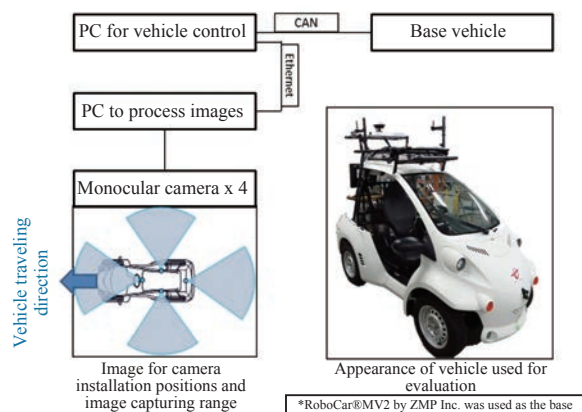 PC for vehicle control
CAN
Base vehicle
Ethernet
PC to process images
Monocular camera x 4
Vehicle traveling
direction
Image for camera
installation positions and
image capturing range
Appearance of vehicle used for
evaluation
*RoboCar®MV2 by ZMP Inc. was used as the base